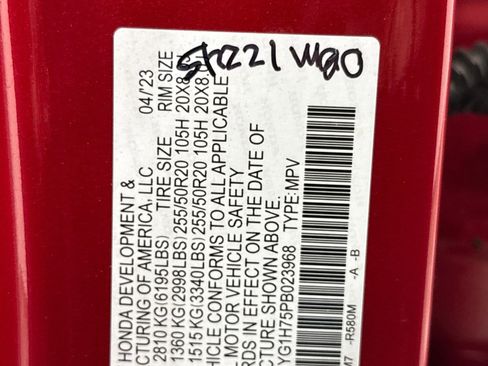 HONDA DEVELOPMENT &
CTURING OF AMERICA, LLC 04/23
2810 KG(6195LBS) TIRE SIZE RIM SIZE
1360 KG(2998LBS) 255/50R20 105H 20X8.
1515 KG(3340LBS) 255/50R20 105H 20X8.
HICLE CONFORMS TO ALL APPLICABLE
L MOTOR VEHICLE SAFETY
RDS IN EFFECT ON THE DATE OF
CTURE SHOWN ABOVE.
YG1H75PB023968 TYPE: MPV
M7 -R580M -A -B